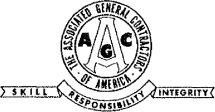 THE ASSOCIATED GENERAL CONTRACTORS
AGC
OF AMERICA
SKILL RESPONSIBILITY INTEGRITY